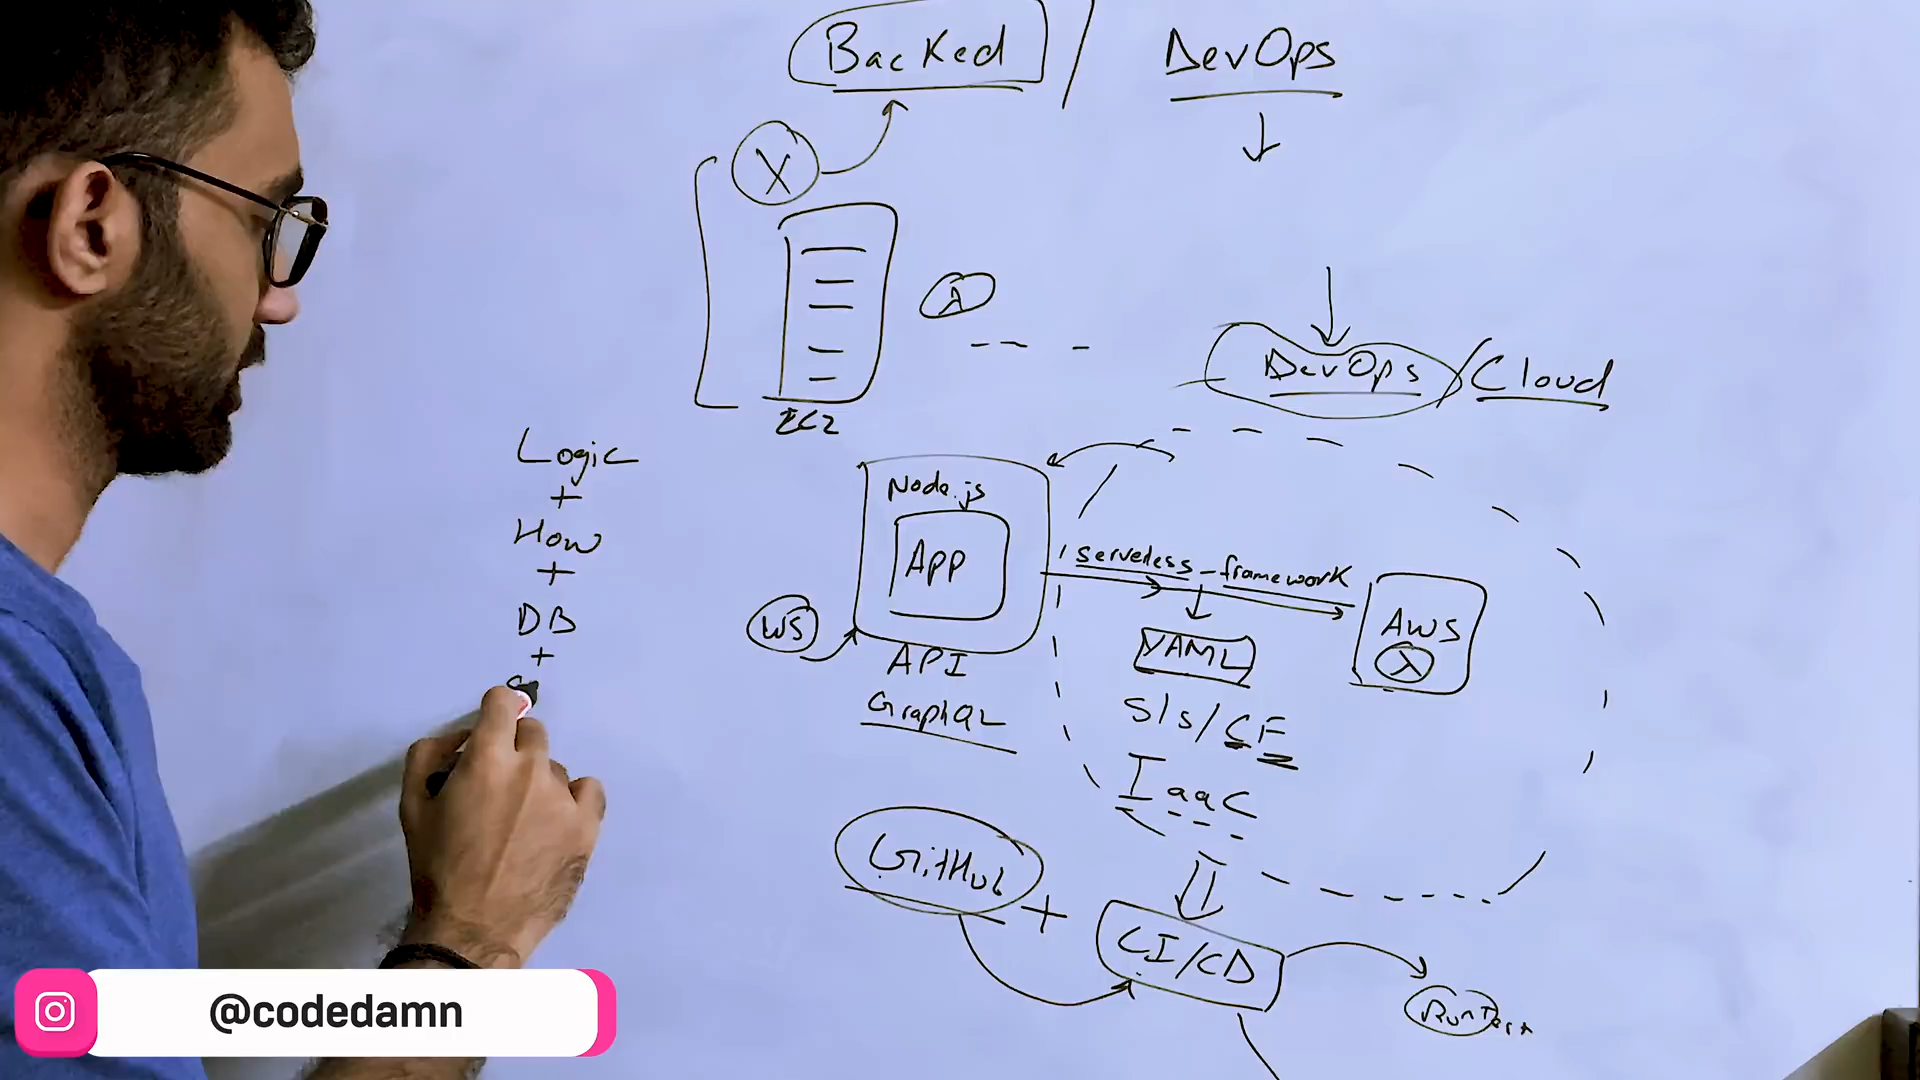 Backed / DevOps
X
λ
EC2
DevOps / Cloud
Logic
+
How
+
DB
+
Node.js
App
WS
API
GraphQL
serverless - framework
YAML
Sls/CF
IaaC
AWS
λ
GitHub
+
CI/CD
@codedamn